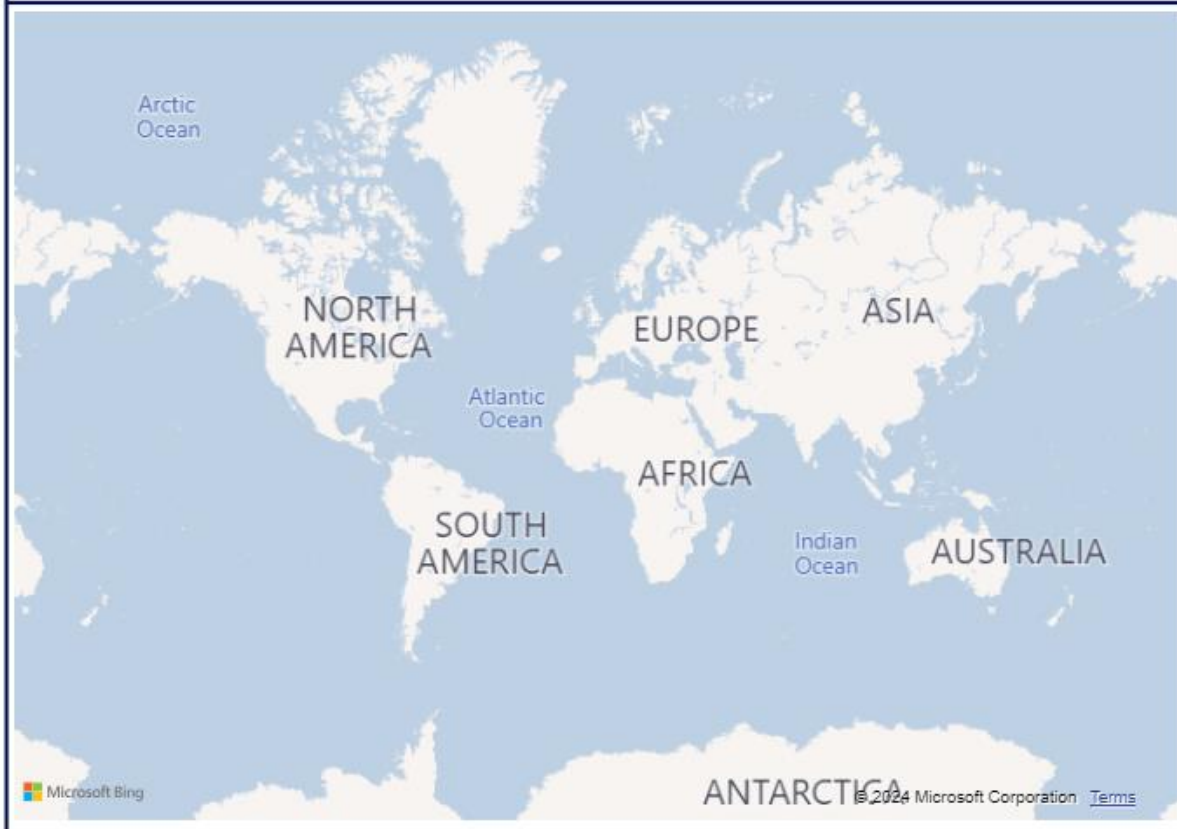 Arctic
Ocean
NORTH
AMERICA
EUROPE
ASIA
Atlantic
Ocean
AFRICA
SOUTH
AMERICA
Indian
Ocean
AUSTRALIA
ANTARCTICA
Microsoft Bing
© 2024 Microsoft Corporation Terms